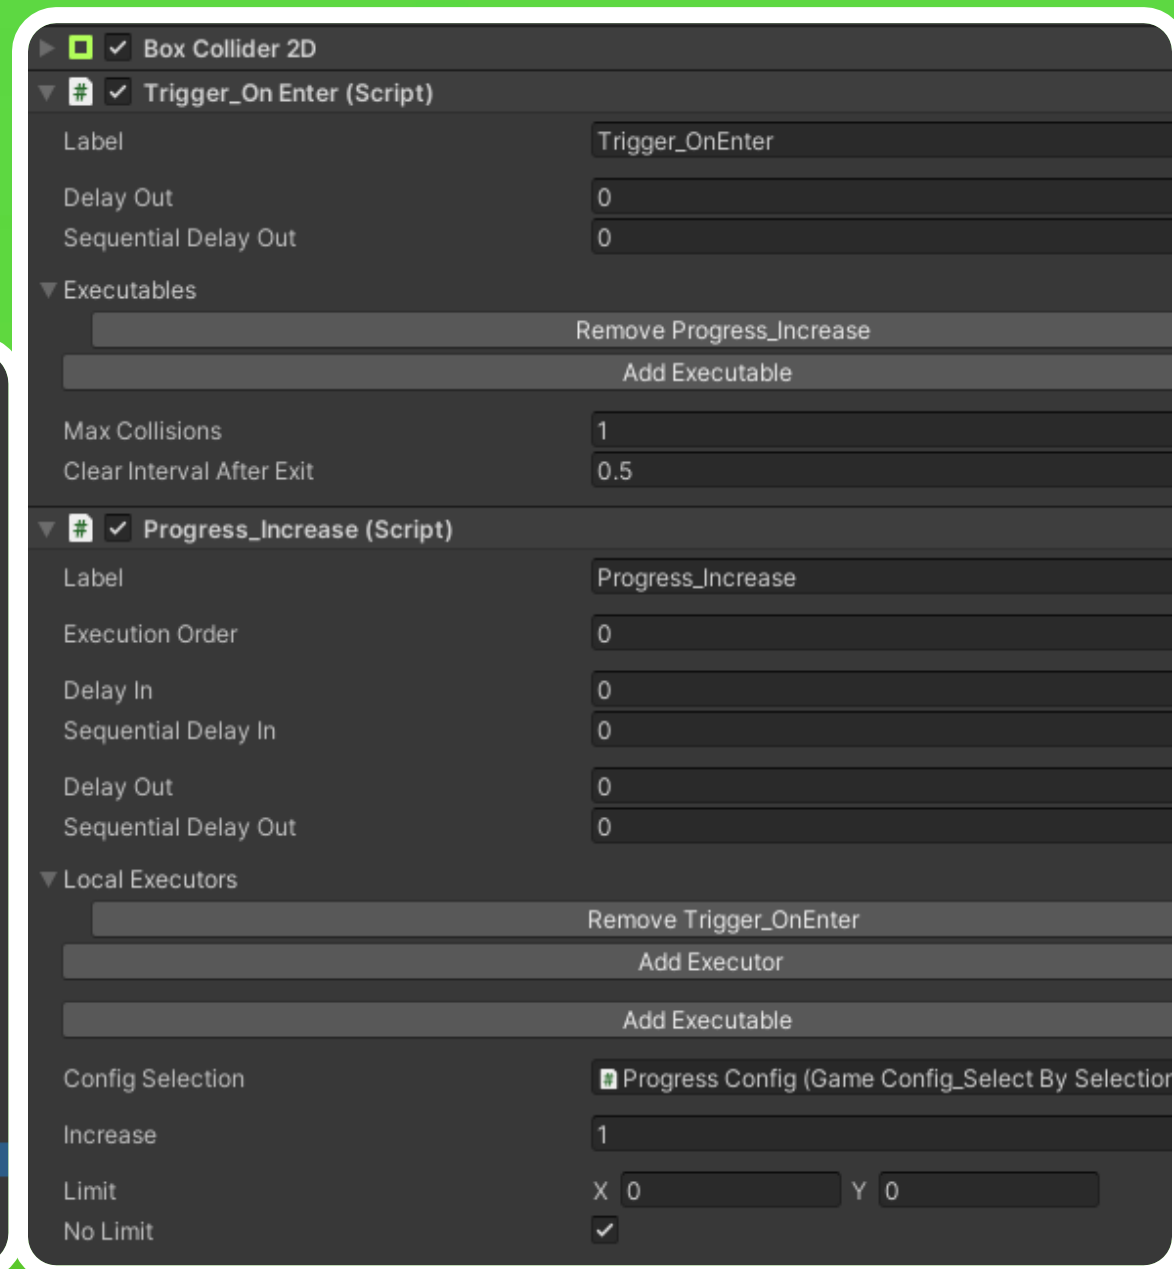 Box Collider 2D
# Trigger_On Enter (Script)
Label Trigger_OnEnter
Delay Out 0
Sequential Delay Out 0
Executables
Remove Progress_Increase
Add Executable
Max Collisions 1
Clear Interval After Exit 0.5
# Progress_Increase (Script)
Label Progress_Increase
Execution Order 0
Delay In 0
Sequential Delay In 0
Delay Out 0
Sequential Delay Out 0
Local Executors
Remove Trigger_OnEnter
Add Executor
Add Executable
Config Selection # Progress Config (Game Config_Select By Selection
Increase 1
Limit X 0 Y 0
No Limit